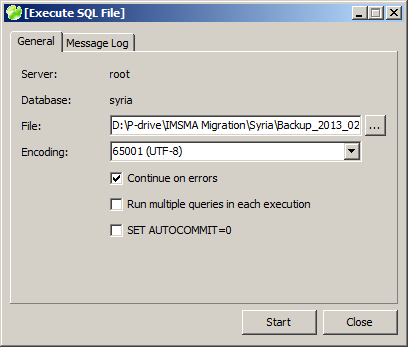 [Execute SQL File]
General Message Log
Server: root
Database: syria
File: D:\P-drive\IMSMA Migration\Syria\Backup_2013_02 ...
Encoding: 65001 (UTF-8)
Continue on errors
Run multiple queries in each execution
SET AUTOCOMMIT=0
Start Close